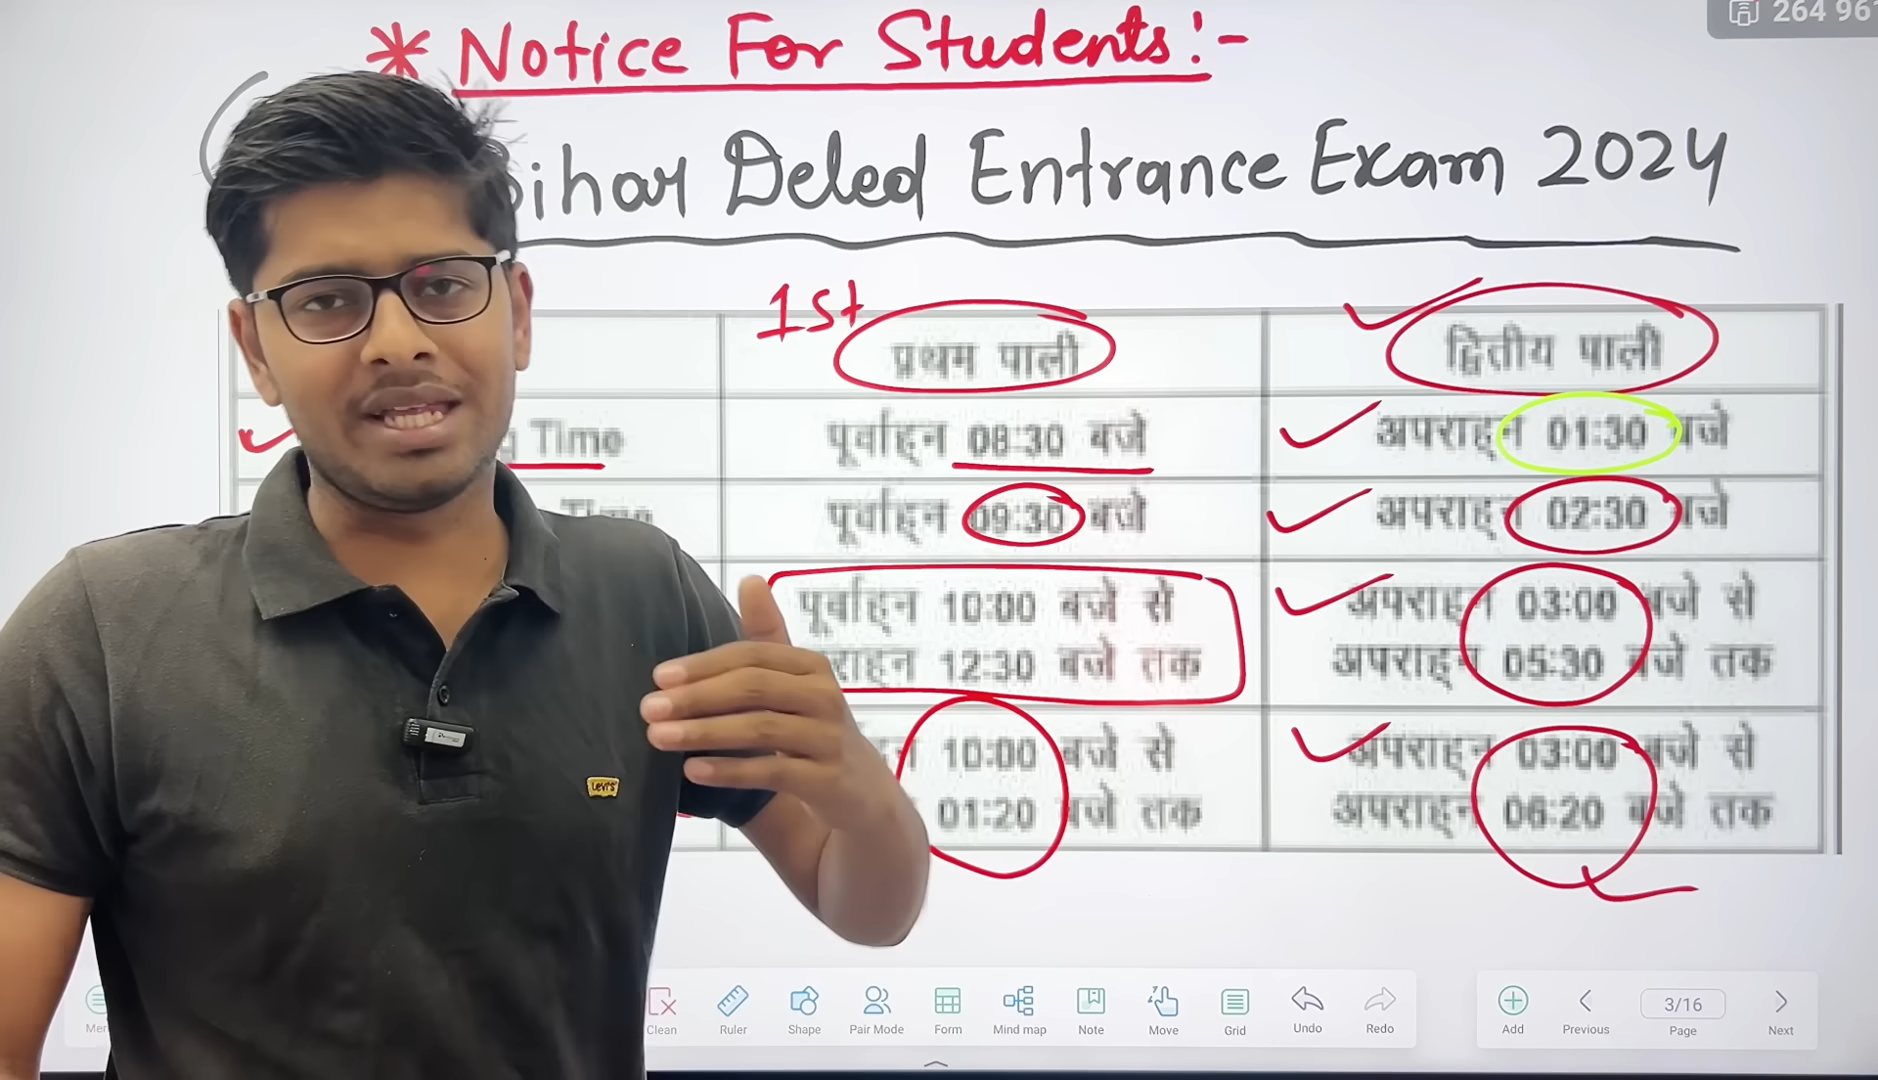 264 961
* Notice For Students:-
Bihar Deled Entrance Exam 2024
1st
प्रथम पाली
द्वितीय पाली
Time
पूर्वाह्न 08:30 बजे
अपराह्न 01:30 बजे
Time
पूर्वाह्न 09:30 बजे
अपराह्न 02:30 बजे
पूर्वाह्न 10:00 बजे से
राह्न 12:30 बजे तक
अपराह्न 03:00 बजे से
अपराह्न 05:30 बजे तक
10:00 बजे से
01:20 बजे तक
अपराह्न 03:00 बजे से
अपराह्न 06:20 बजे तक
Levi's
Clean
Ruler
Shape
Pair Mode
Form
Mind map
Note
Move
Grid
Undo
Redo
Add
Previous
3/16
Page
Next